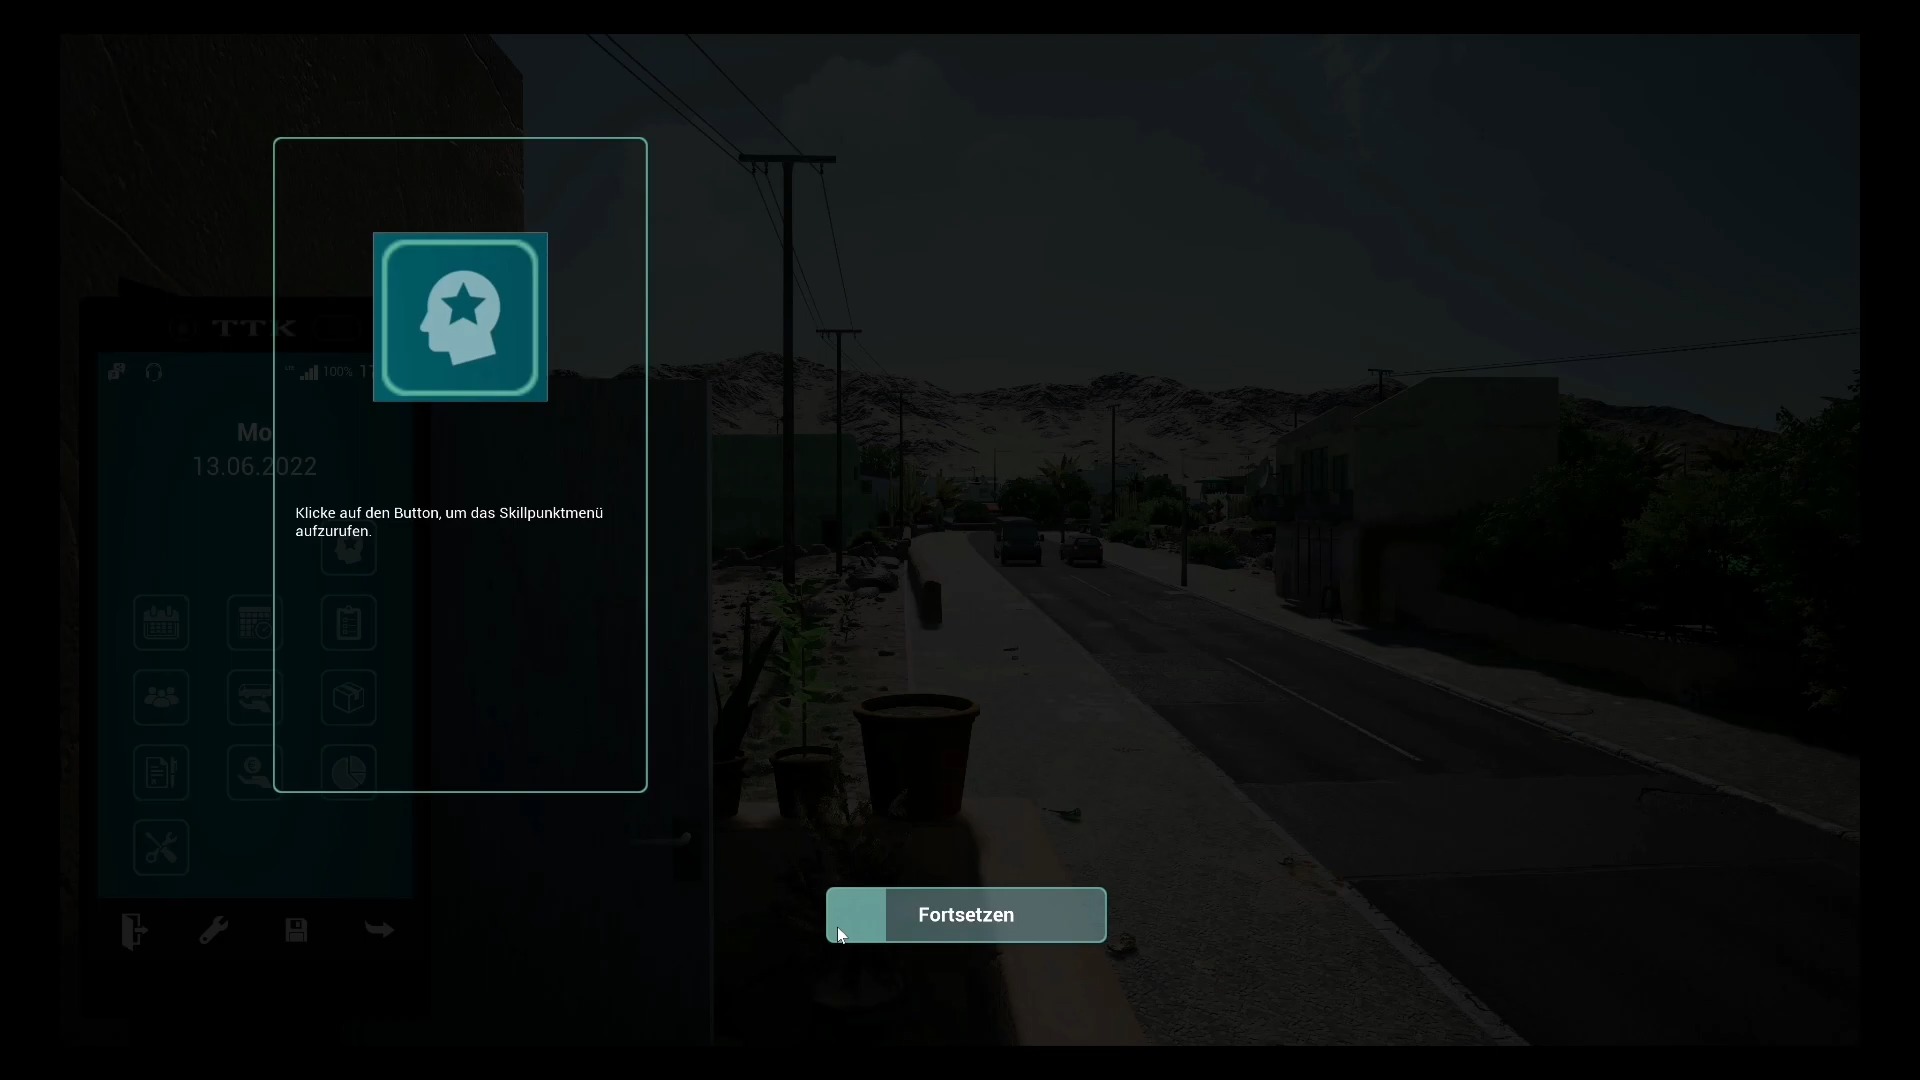 TTK
100%
Mo
13.06.2022
Klicke auf den Button, um das Skillpunktmenü
aufzurufen.
Fortsetzen